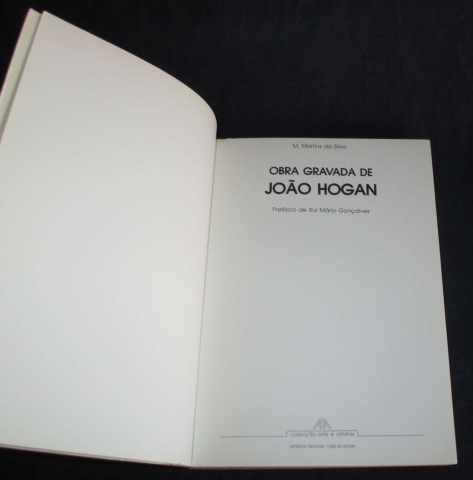 M. Martins da Silva
OBRA GRAVADA DE
JOÃO HOGAN
Prefácio de Rui Mário Gonçalves
colecção arte e artistas
IMPRENSA NACIONAL-CASA DA MOEDA